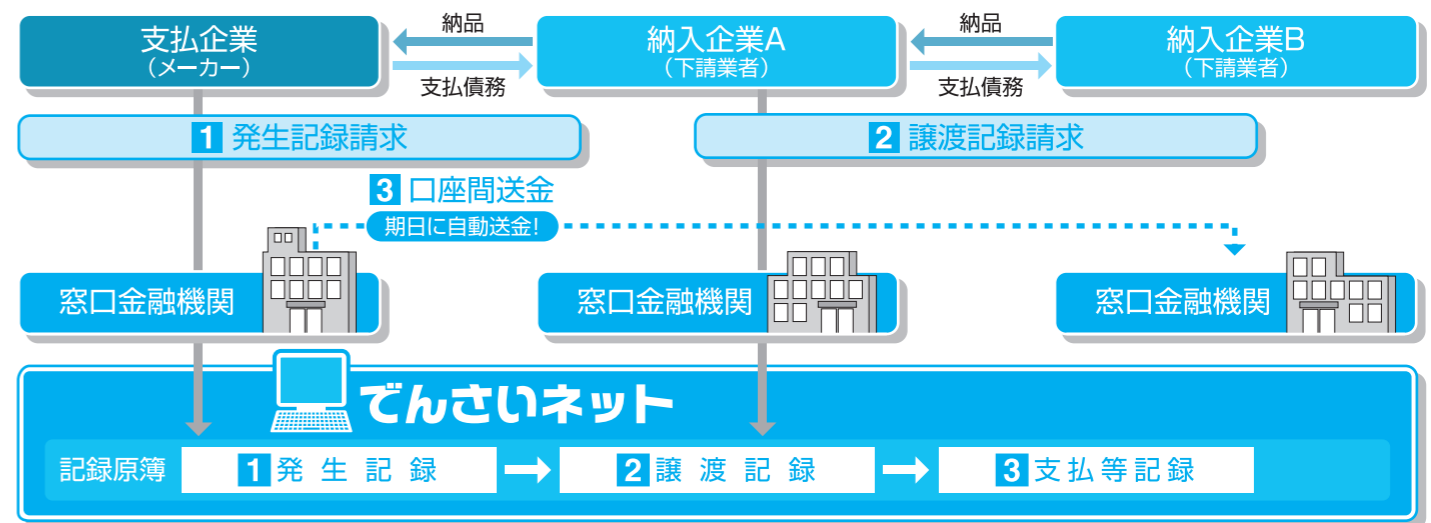 支払企業
（メーカー）
納品
支払債務
納入企業A
（下請業者）
納品
支払債務
納入企業B
（下請業者）
1 発生記録請求
2 譲渡記録請求
3 口座間送金
期日に自動送金!
窓口金融機関
窓口金融機関
窓口金融機関
でんさいネット
記録原簿
1 発生記録
2 譲渡記録
3 支払等記録